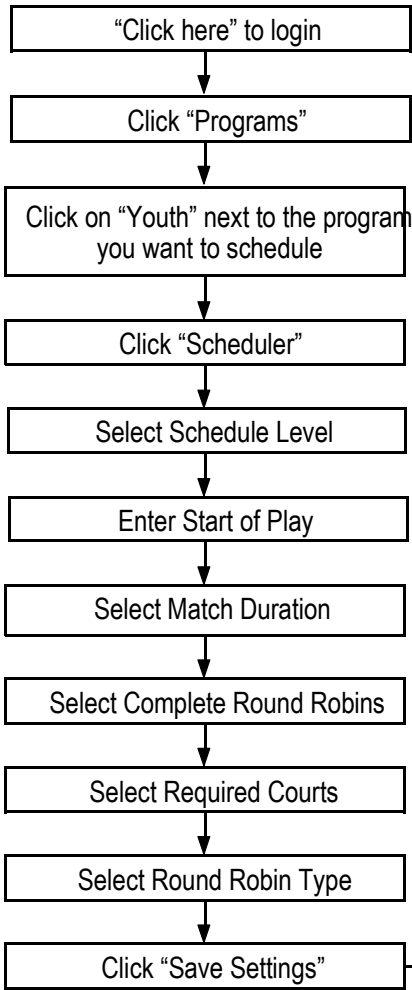 “Click here” to login
Click “Programs”
Click on “Youth” next to the program
you want to schedule
Click “Scheduler”
Select Schedule Level
Enter Start of Play
Select Match Duration
Select Complete Round Robins
Select Required Courts
Select Round Robin Type
Click “Save Settings”